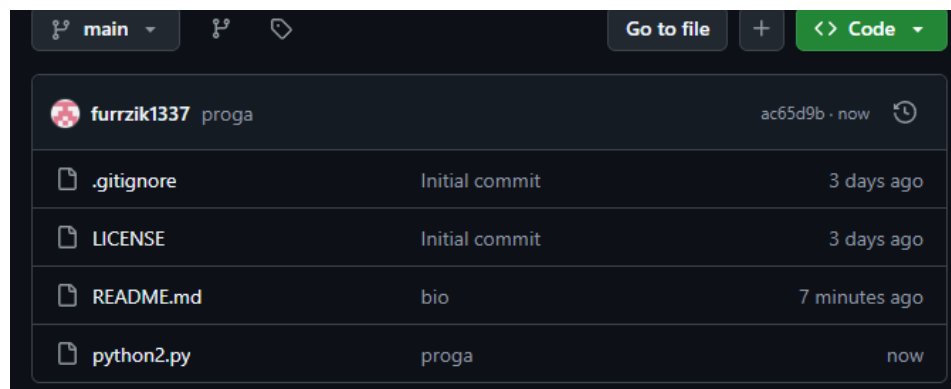 main Go to file Code
furrzik1337 proga ac65d9b · now
.gitignore Initial commit 3 days ago
LICENSE Initial commit 3 days ago
README.md bio 7 minutes ago
python2.py proga now